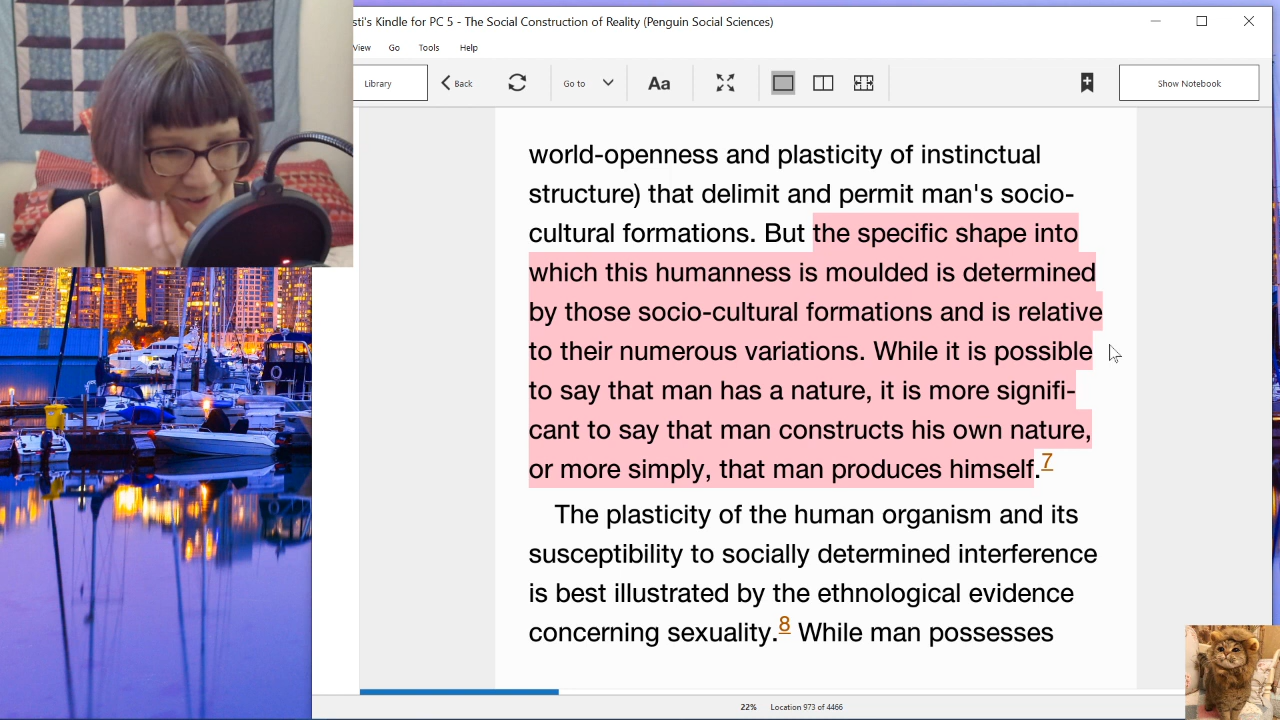 sti's Kindle for PC 5 - The Social Construction of Reality (Penguin Social Sciences)
View Go Tools Help
Library Back Go to Aa Show Notebook
world-openness and plasticity of instinctual
structure) that delimit and permit man's socio-
cultural formations. But the specific shape into
which this humanness is moulded is determined
by those socio-cultural formations and is relative
to their numerous variations. While it is possible
to say that man has a nature, it is more signifi-
cant to say that man constructs his own nature,
or more simply, that man produces himself.7
The plasticity of the human organism and its
susceptibility to socially determined interference
is best illustrated by the ethnological evidence
concerning sexuality.8 While man possesses
22% Location 973 of 4466